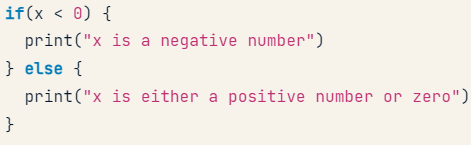 if(x < 0) {
  print("x is a negative number")
} else {
  print("x is either a positive number or zero")
}